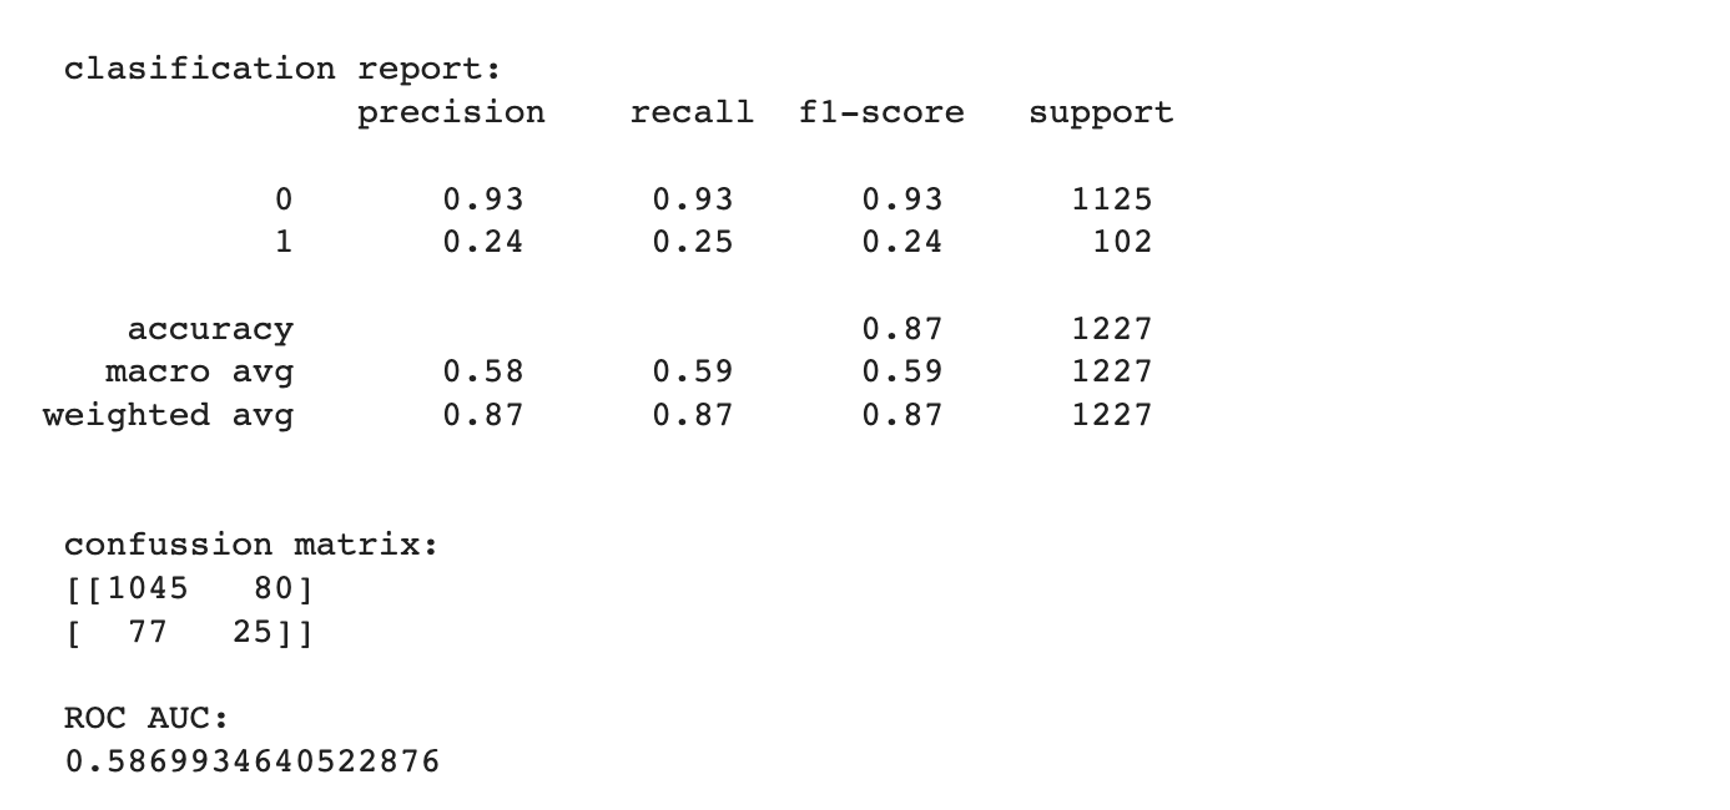 clasification report:
precision recall f1-score support
0 0.93 0.93 0.93 1125
1 0.24 0.25 0.24 102
accuracy 0.87 1227
macro avg 0.58 0.59 0.59 1227
weighted avg 0.87 0.87 0.87 1227
confussion matrix:
[[1045 80]
[ 77 25]]
ROC AUC:
0.5869934640522876